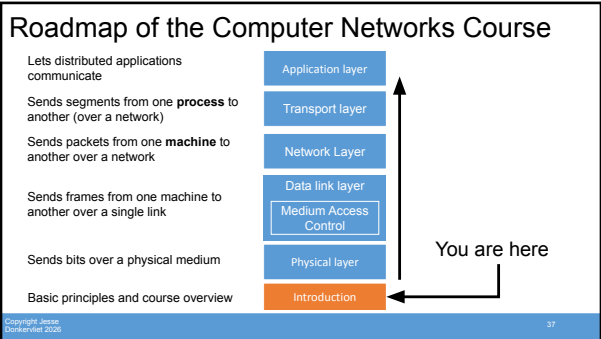 Roadmap of the Computer Networks Course
Lets distributed applications
communicate
Application layer
Sends segments from one process to
another (over a network)
Transport layer
Sends packets from one machine to
another over a network
Network Layer
Sends frames from one machine to
another over a single link
Data link layer
Medium Access
Control
Sends bits over a physical medium
Physical layer
You are here
Basic principles and course overview
Introduction
Copyright Jesse
Donkervliet 2026
37